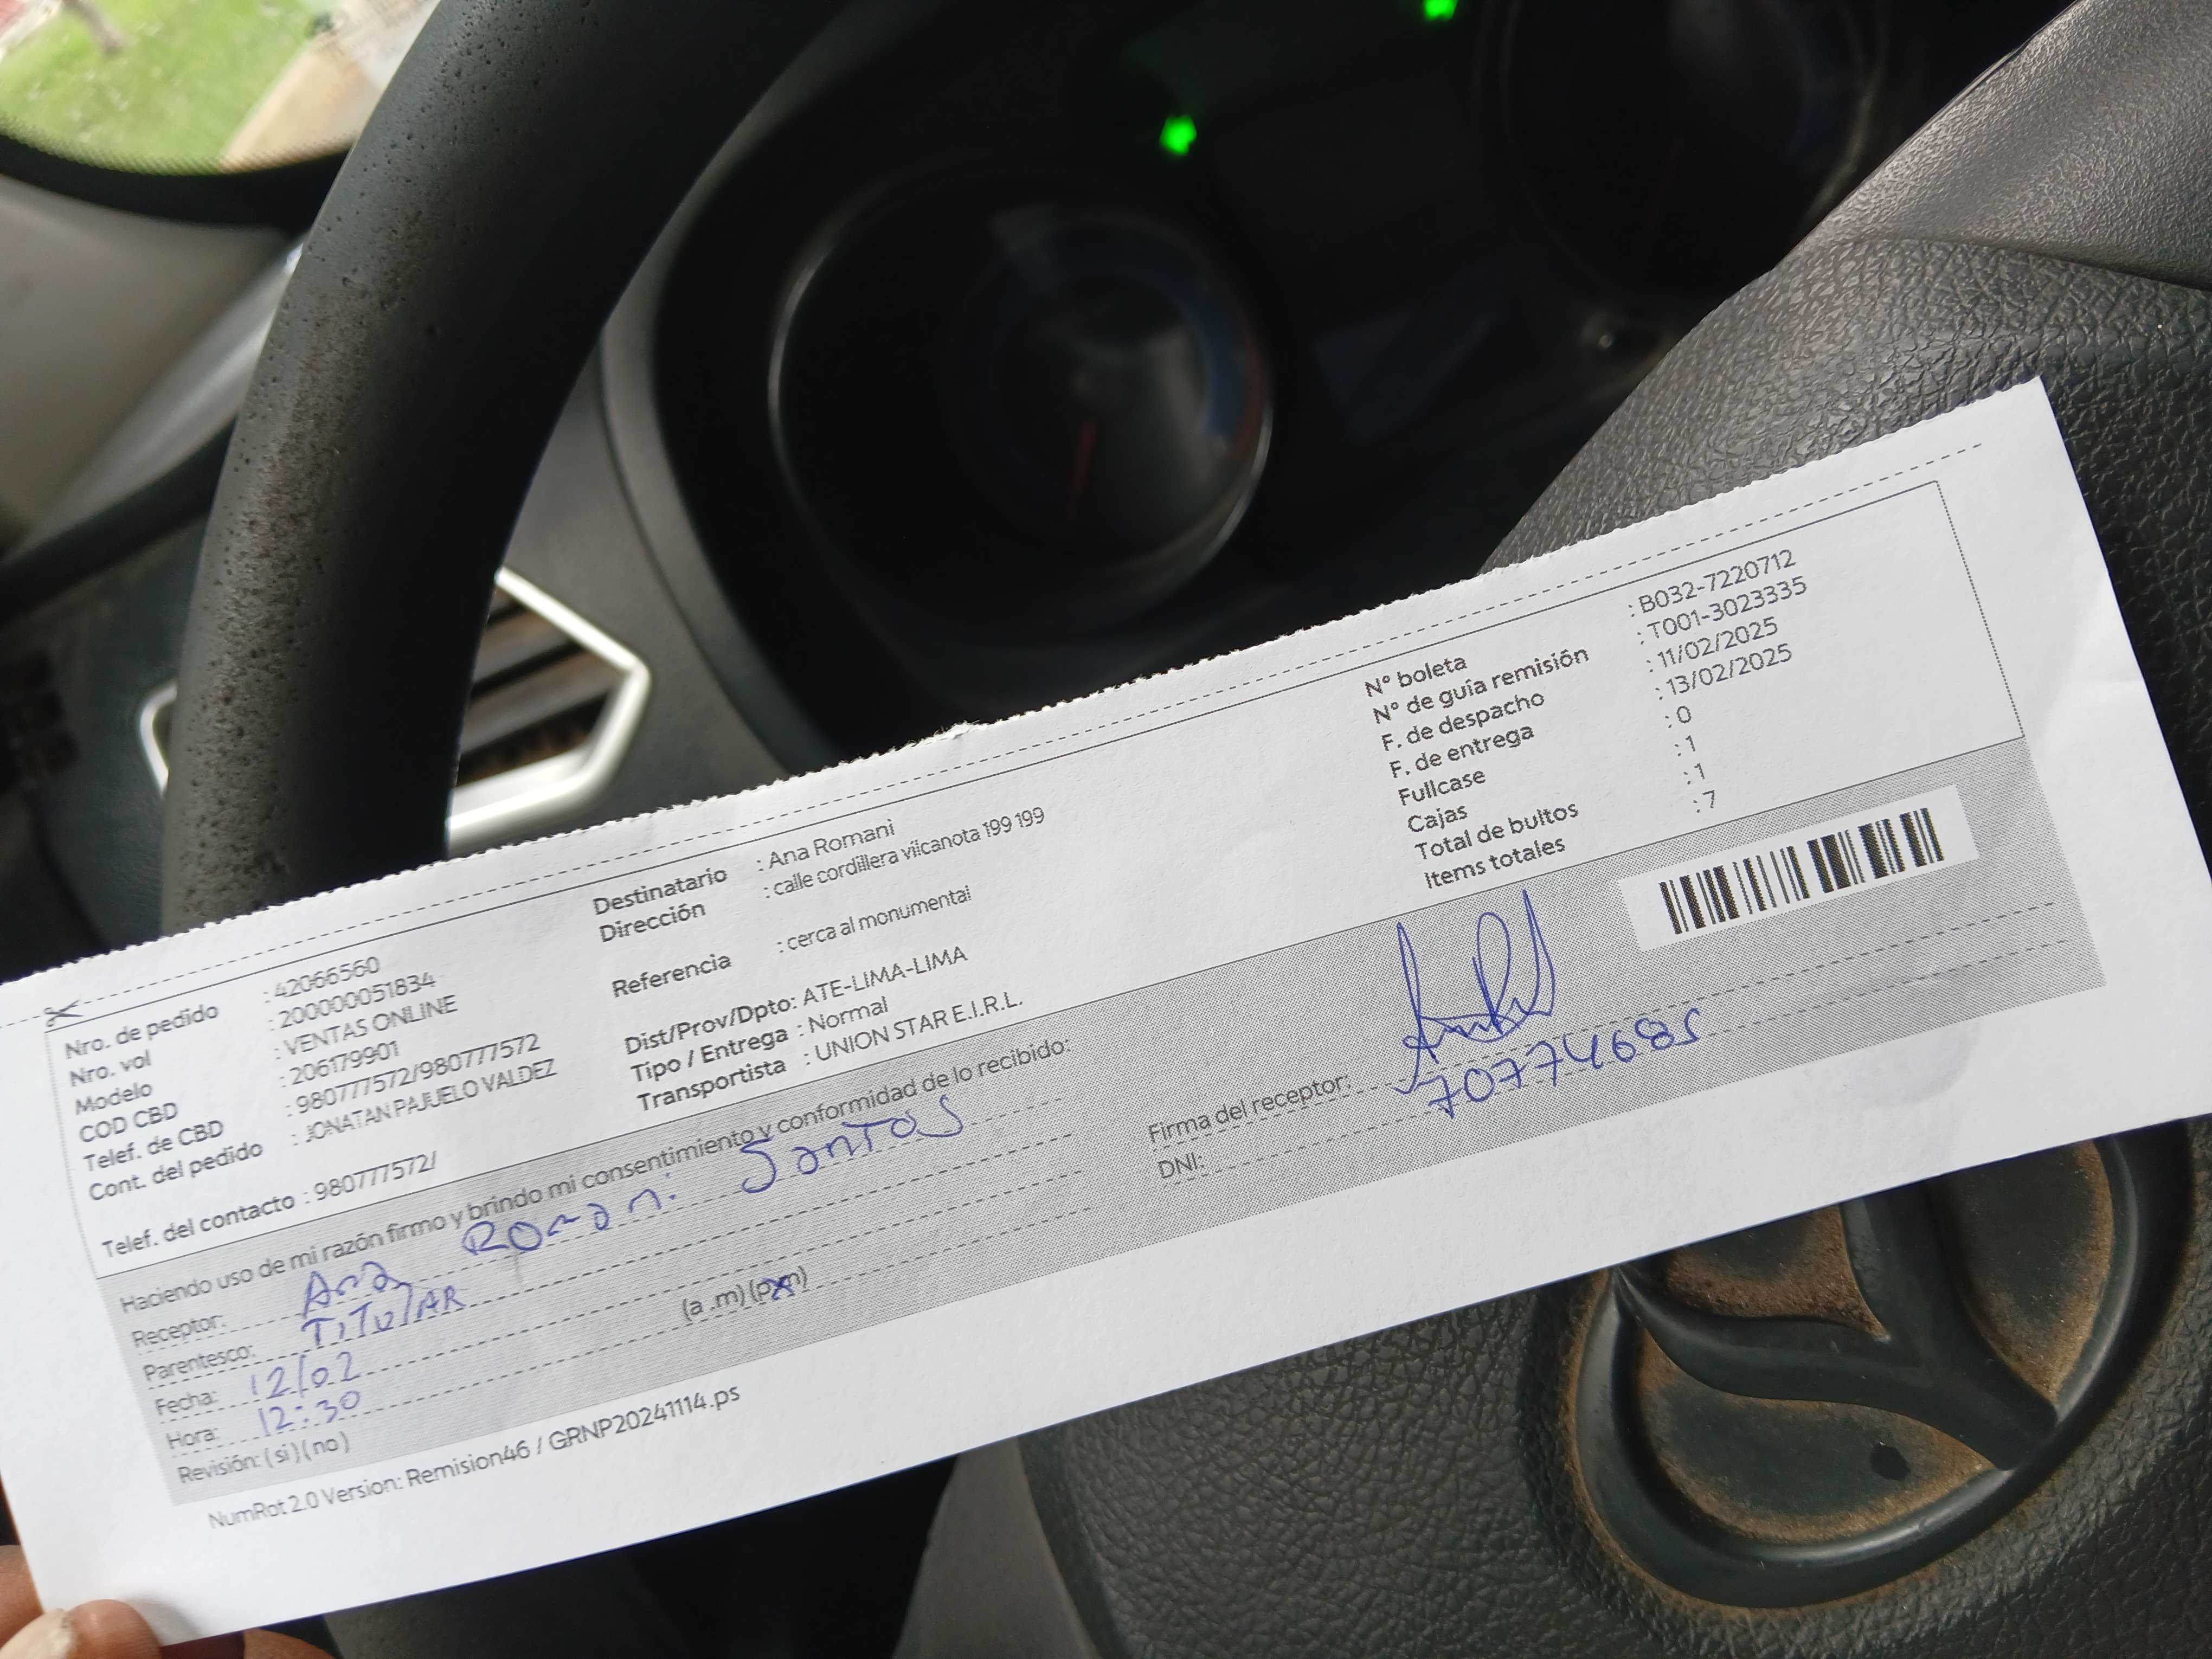 Nro. de pedido : 42066560
Nro. vol : 200000051834
Modelo : VENTAS ONLINE
COD CBD : 206179901
Telef. de CBD : 980777572/980777572
Cont. del pedido : JONATAN PAJUELO VALDEZ
Telef. del contacto : 980777572/
Destinatario : Ana Romani
Dirección : calle cordillera vilcanota 199 199
Referencia : cerca al monumental
Dist/Prov/Dpto: ATE-LIMA-LIMA
Tipo / Entrega : Normal
Transportista : UNION STAR E.I.R.L.
N° boleta : B032-7220712
N° de guía remisión : T001-3023335
F. de despacho : 11/02/2025
F. de entrega : 13/02/2025
Fullcase : 0
Cajas : 1
Total de bultos : 1
Items totales : 7
Haciendo uso de mi razón firmo y brindo mi consentimiento y conformidad de lo recibido:
Receptor: Ana Romani Santos
Parentesco: TITULAR
Fecha: 12/02
Hora: 12:30 (a .m) (p.m)
Revisión: ( si ) ( no )
Firma del receptor:
DNI: 70774685
NumRot 2.0 Version: Remision46 / GRNP20241114.ps